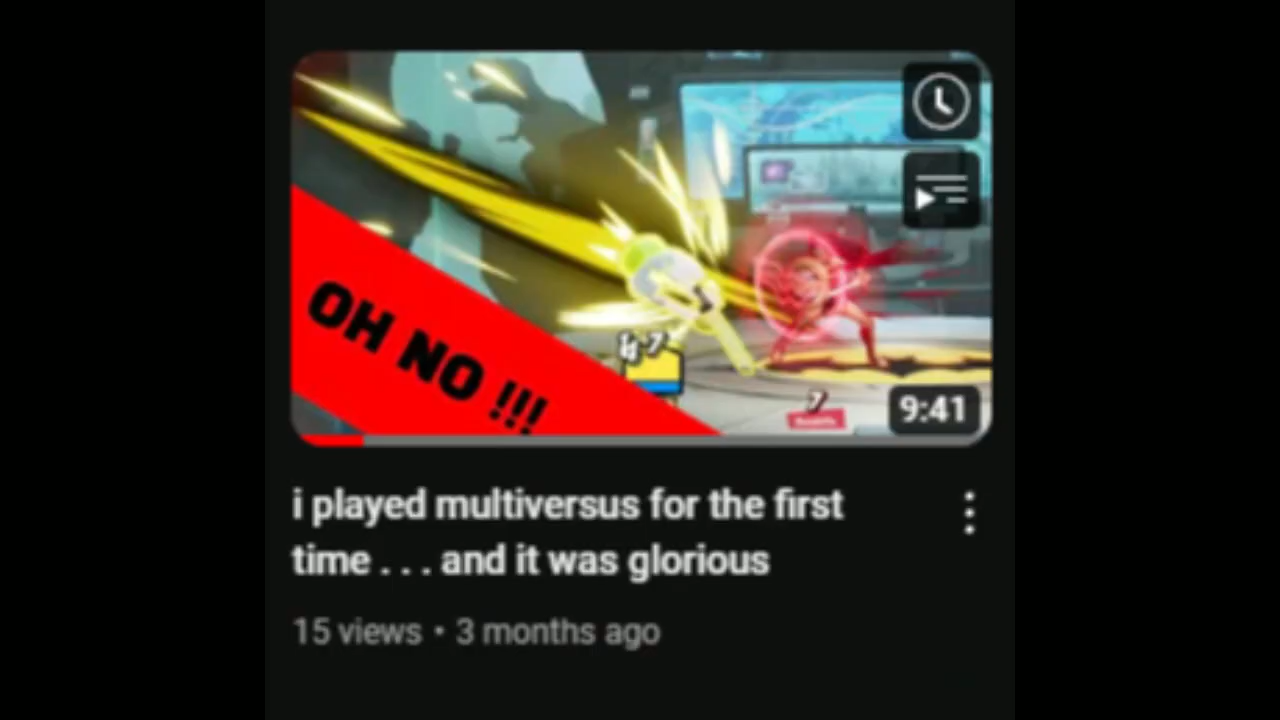 OH NO !!!
7
9:41
i played multiversus for the first
time . . . and it was glorious
15 views • 3 months ago